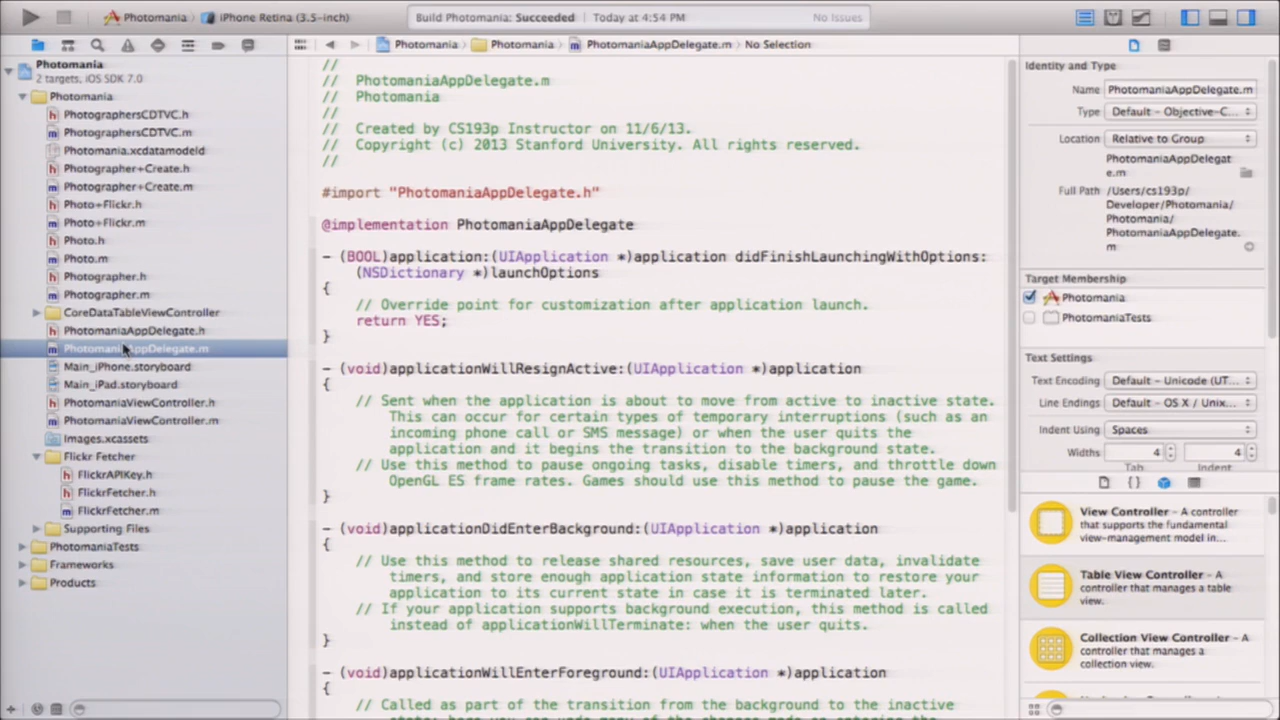 Photomania
iPhone Retina (3.5-inch)
Build Photomania: Succeeded
Today at 4:54 PM
No Issues
Photomania
Photomania
PhotomaniaAppDelegate.m
No Selection
Photomania
2 targets, iOS SDK 7.0
Photomania
PhotographersCDTVC.h
PhotographersCDTVC.m
Photomania.xcdatamodeld
Photographer+Create.h
Photographer+Create.m
Photo+Flickr.h
Photo+Flickr.m
Photo.h
Photo.m
Photographer.h
Photographer.m
CoreDataTableViewController
PhotomaniaAppDelegate.h
PhotomaniaAppDelegate.m
Main_iPhone.storyboard
Main_iPad.storyboard
PhotomaniaViewController.h
PhotomaniaViewController.m
Images.xcassets
Flickr Fetcher
FlickrAPIKey.h
FlickrFetcher.h
FlickrFetcher.m
Supporting Files
PhotomaniaTests
Frameworks
Products
//
//  PhotomaniaAppDelegate.m
//  Photomania
//
//  Created by CS193p Instructor on 11/6/13.
//  Copyright (c) 2013 Stanford University. All rights reserved.
//
#import "PhotomaniaAppDelegate.h"
@implementation PhotomaniaAppDelegate
- (BOOL)application:(UIApplication *)application didFinishLaunchingWithOptions:
(NSDictionary *)launchOptions
{
// Override point for customization after application launch.
return YES;
}
- (void)applicationWillResignActive:(UIApplication *)application
{
// Sent when the application is about to move from active to inactive state.
This can occur for certain types of temporary interruptions (such as an
incoming phone call or SMS message) or when the user quits the
application and it begins the transition to the background state.
// Use this method to pause ongoing tasks, disable timers, and throttle down
OpenGL ES frame rates. Games should use this method to pause the game.
}
- (void)applicationDidEnterBackground:(UIApplication *)application
{
// Use this method to release shared resources, save user data, invalidate
timers, and store enough application state information to restore your
application to its current state in case it is terminated later.
// If your application supports background execution, this method is called
instead of applicationWillTerminate: when the user quits.
}
- (void)applicationWillEnterForeground:(UIApplication *)application
{
// Called as part of the transition from the background to the inactive
Identity and Type
Name PhotomaniaAppDelegate.m
Type Default - Objective-C...
Location Relative to Group
PhotomaniaAppDelegat
e.m
Full Path /Users/cs193p/
Developer/Photomania/
Photomania/
PhotomaniaAppDelegate.
m
Target Membership
Photomania
PhotomaniaTests
Text Settings
Text Encoding Default - Unicode (UT...
Line Endings Default - OS X / Unix...
Indent Using Spaces
Widths 4 4
Tab Indent
{}
View Controller - A controller
that supports the fundamental
view-management model in...
Table View Controller - A
controller that manages a table
view.
Collection View Controller - A
controller that manages a
collection view.